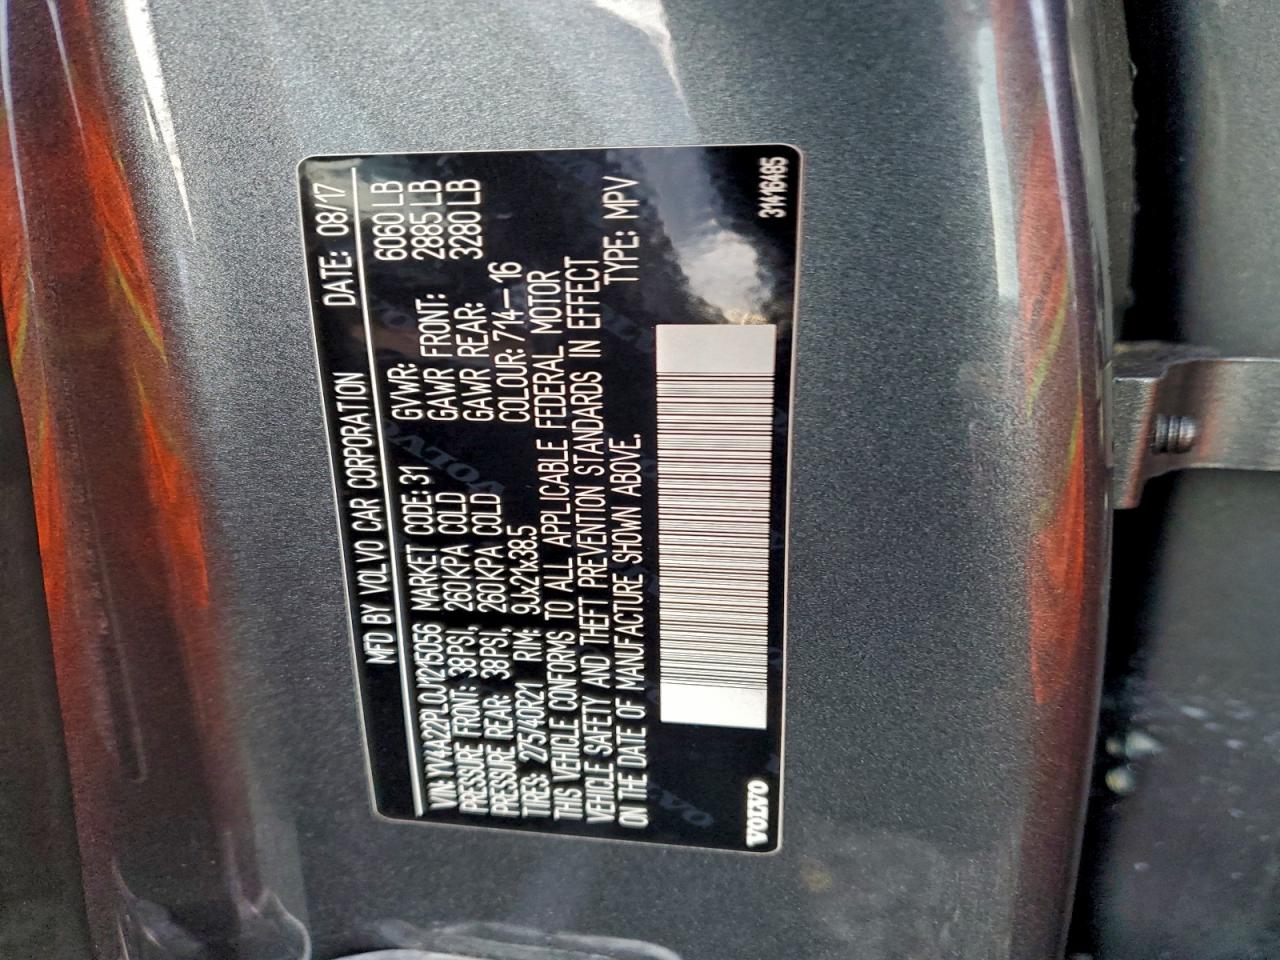 MFD BY VOLVO CAR CORPORATION DATE: 08/17
VIN: YV4A22PL0J1215056 MARKET CODE: 31 GVWR: 6060 LB
PRESSURE FRONT: 38PSI, 260KPA COLD GAWR FRONT: 2885 LB
PRESSURE REAR: 38PSI, 260KPA COLD GAWR REAR: 3280 LB
TIRES: 275/40R21 RIM: 9Jx21x38.5 COLOUR: 714-16
THIS VEHICLE CONFORMS TO ALL APPLICABLE FEDERAL MOTOR
VEHICLE SAFETY AND THEFT PREVENTION STANDARDS IN EFFECT
ON THE DATE OF MANUFACTURE SHOWN ABOVE. TYPE: MPV
VOLVO 31416485